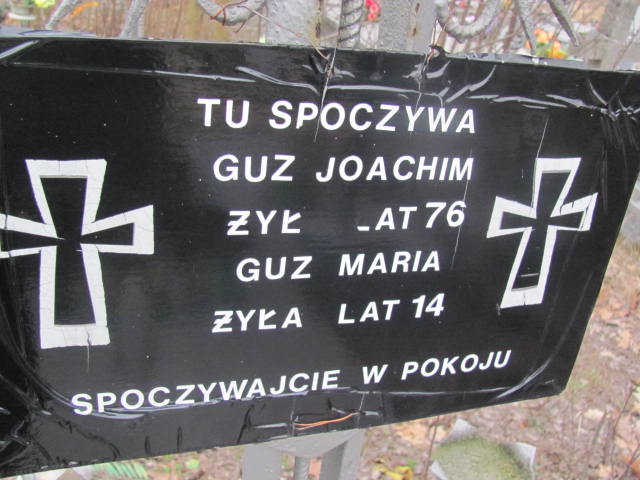 TU SPOCZYWA
GUZ JOACHIM
ŻYŁ LAT 76
GUZ MARIA
ŻYŁA LAT 14
SPOCZYWAJCIE W POKOJU